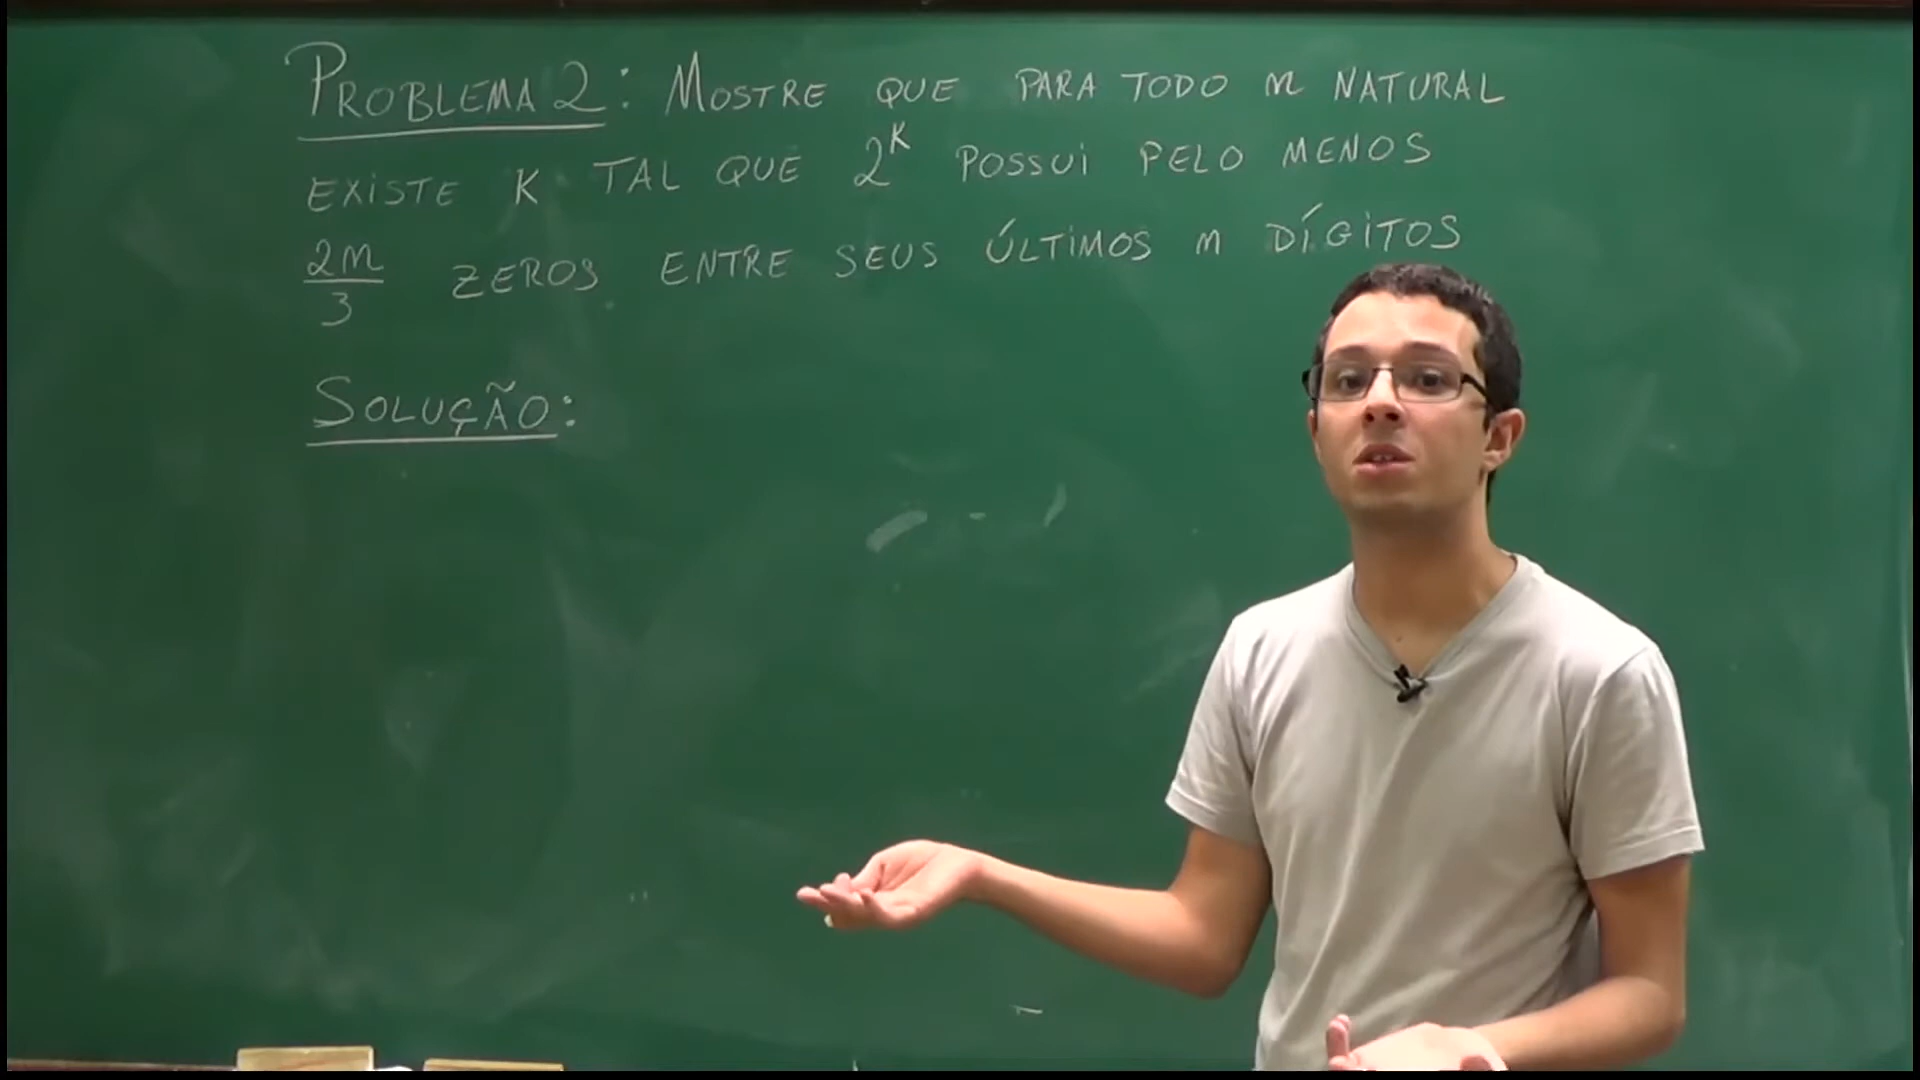 PROBLEMA 2: MOSTRE QUE PARA TODO M NATURAL
EXISTE K TAL QUE 2^K POSSUI PELO MENOS
2M/3 ZEROS ENTRE SEUS ÚLTIMOS M DÍGITOS
SOLUÇÃO: